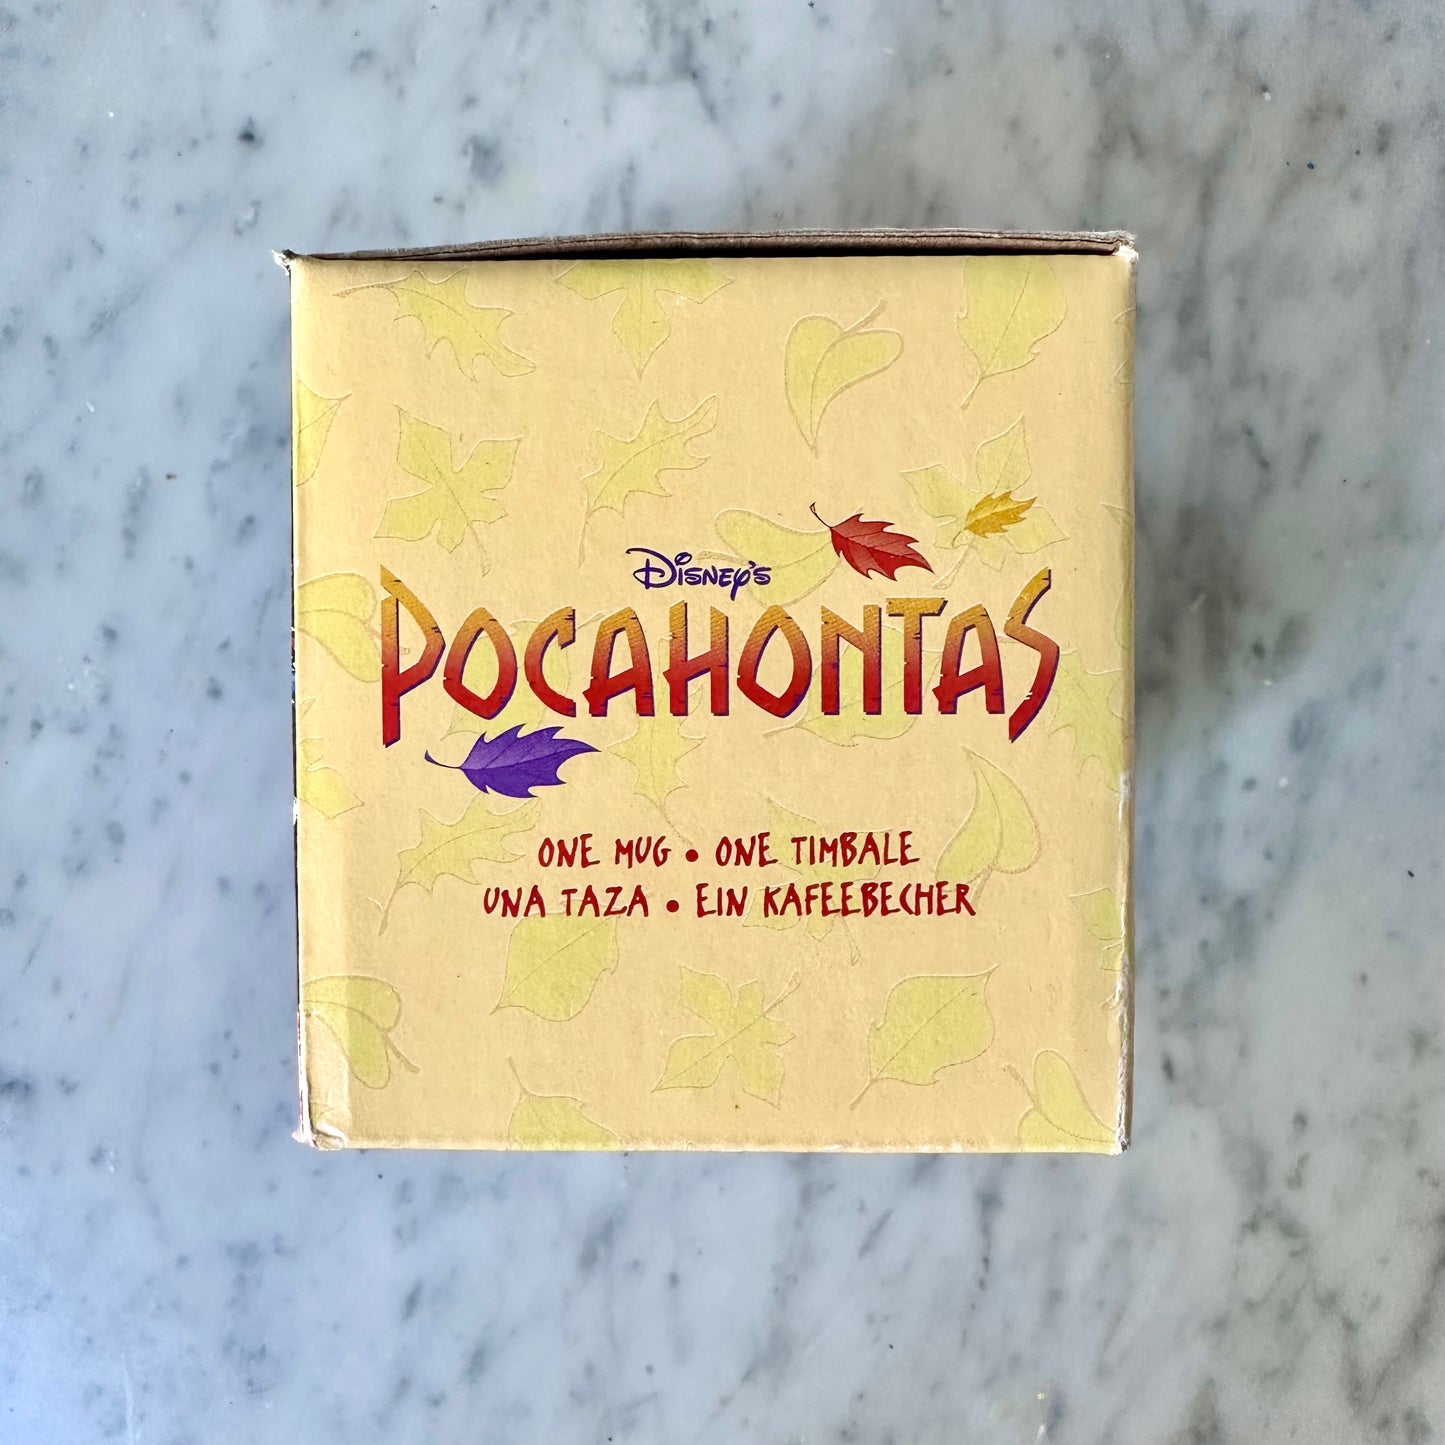 DISNEY'S
POCAHONTAS
ONE MUG • ONE TIMBALE
UNA TAZA • EIN KAFEEBECHER